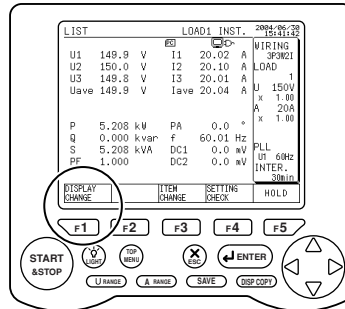 LIST LOAD1 INST. 2004/06/30
15:41:42
PC
U1 149.9 V I1 20.02 A
U2 150.0 V I2 20.10 A
U3 149.8 V I3 20.01 A
Uave 149.9 V Iave 20.04 A
P 5.208 kW PA 0.0 °
Q 0.000 kvar f 60.01 Hz
S 5.208 kVA DC1 0.0 mV
PF 1.000 DC2 0.0 mV
WIRING
3P3W2I
LOAD
1
U 150V
x 1.00
A 20A
x 1.00
PLL
U1 60Hz
INTER.
30min
DISPLAY CHANGE
ITEM CHANGE
SETTING CHECK
HOLD
F1 F2 F3 F4 F5
START &STOP
LIGHT
TOP MENU
ESC
ENTER
U RANGE
A RANGE
SAVE
DISP COPY